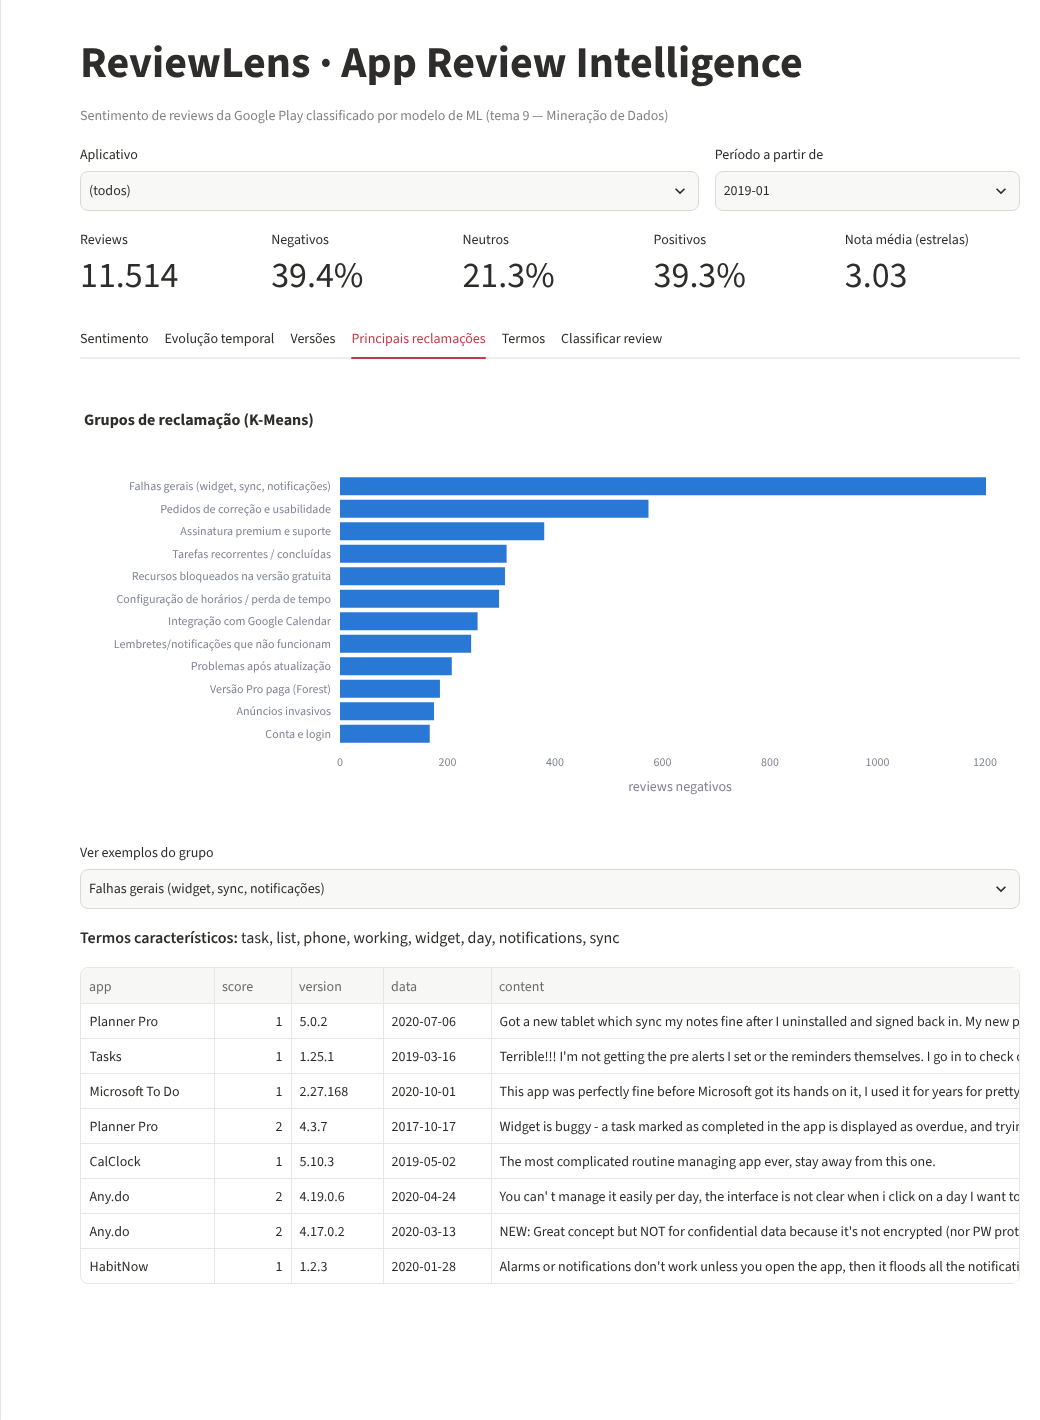 ReviewLens · App Review Intelligence
Sentimento de reviews da Google Play classificado por modelo de ML (tema 9 — Mineração de Dados)
Aplicativo
(todos)
Período a partir de
2019-01
Reviews
11.514
Negativos
39.4%
Neutros
21.3%
Positivos
39.3%
Nota média (estrelas)
3.03
Sentimento Evolução temporal Versões Principais reclamações Termos Classificar review
Grupos de reclamação (K-Means)
Falhas gerais (widget, sync, notificações)
Pedidos de correção e usabilidade
Assinatura premium e suporte
Tarefas recorrentes / concluídas
Recursos bloqueados na versão gratuita
Configuração de horários / perda de tempo
Integração com Google Calendar
Lembretes/notificações que não funcionam
Problemas após atualização
Versão Pro paga (Forest)
Anúncios invasivos
Conta e login
0 200 400 600 800 1000 1200
reviews negativos
Ver exemplos do grupo
Falhas gerais (widget, sync, notificações)
Termos característicos: task, list, phone, working, widget, day, notifications, sync
app score version data content
Planner Pro 1 5.0.2 2020-07-06 Got a new tablet which sync my notes fine after I uninstalled and signed back in. My new p
Tasks 1 1.25.1 2019-03-16 Terrible!!! I'm not getting the pre alerts I set or the reminders themselves. I go in to check
Microsoft To Do 1 2.27.168 2020-10-01 This app was perfectly fine before Microsoft got its hands on it, I used it for years for pretty
Planner Pro 2 4.3.7 2017-10-17 Widget is buggy - a task marked as completed in the app is displayed as overdue, and tryin
CalClock 1 5.10.3 2019-05-02 The most complicated routine managing app ever, stay away from this one.
Any.do 2 4.19.0.6 2020-04-24 You can' t manage it easily per day, the interface is not clear when i click on a day I want to
Any.do 2 4.17.0.2 2020-03-13 NEW: Great concept but NOT for confidential data because it's not encrypted (nor PW prot
HabitNow 1 1.2.3 2020-01-28 Alarms or notifications don't work unless you open the app, then it floods all the notificati